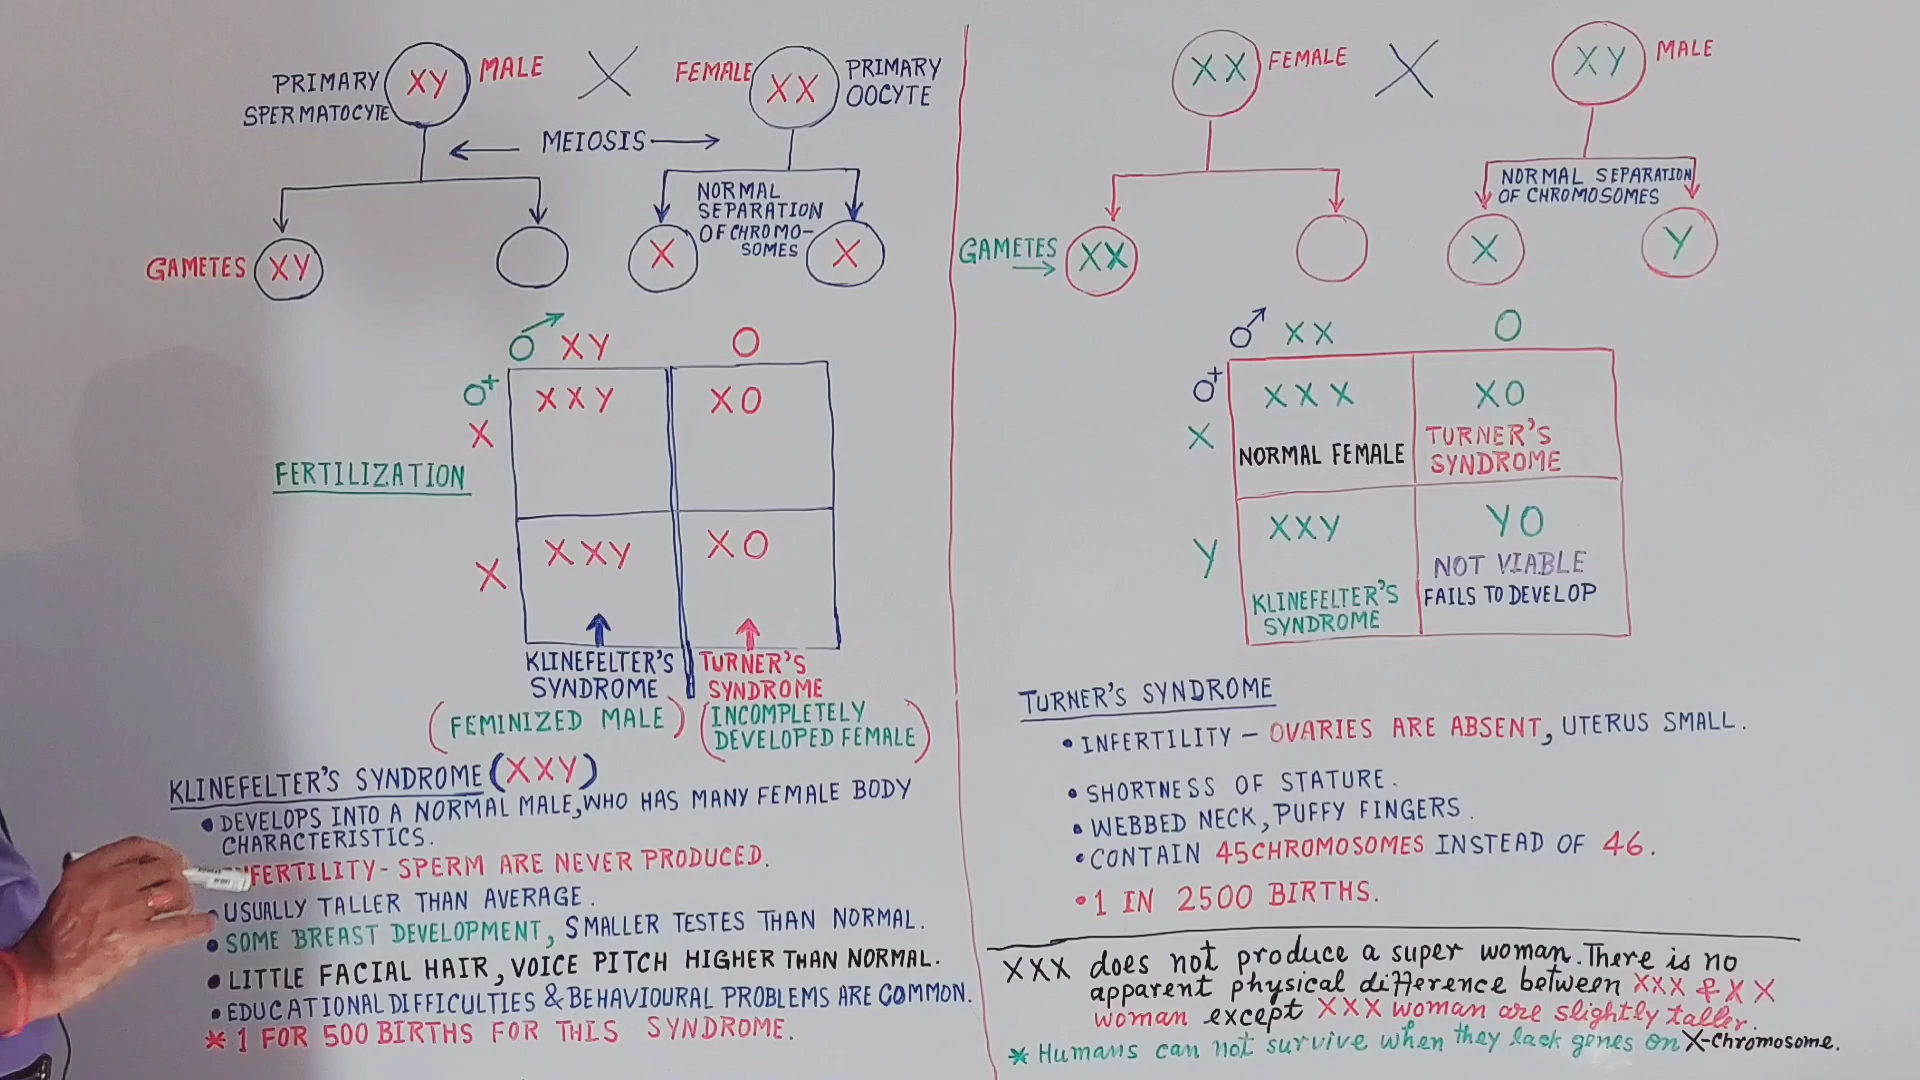 PRIMARY SPERMATOCYTE
XY
MALE
X
FEMALE
XX
PRIMARY OOCYTE
← MEIOSIS →
NORMAL
SEPARATION
OF CHROMO-
SOMES
GAMETES
XY
X
X
♂ XY
O
♀
X
XXY
XO
FERTILIZATION
X
XXY
XO
KLINEFELTER'S
SYNDROME
(FEMINIZED MALE)
TURNER'S
SYNDROME
(INCOMPLETELY
DEVELOPED FEMALE)
KLINEFELTER'S SYNDROME (XXY)
• DEVELOPS INTO A NORMAL MALE, WHO HAS MANY FEMALE BODY
CHARACTERISTICS.
FERTILITY - SPERM ARE NEVER PRODUCED.
• USUALLY TALLER THAN AVERAGE.
• SOME BREAST DEVELOPMENT, SMALLER TESTES THAN NORMAL.
• LITTLE FACIAL HAIR, VOICE PITCH HIGHER THAN NORMAL.
• EDUCATIONAL DIFFICULTIES & BEHAVIOURAL PROBLEMS ARE COMMON.
* 1 FOR 500 BIRTHS FOR THIS SYNDROME.
XX
FEMALE
X
XY
MALE
NORMAL SEPARATION
OF CHROMOSOMES
GAMETES →
XX
X
Y
♂ XX
O
♀
X
XXX
NORMAL FEMALE
XO
TURNER'S
SYNDROME
Y
XXY
KLINEFELTER'S
SYNDROME
YO
NOT VIABLE
FAILS TO DEVELOP
TURNER'S SYNDROME
• INFERTILITY – OVARIES ARE ABSENT, UTERUS SMALL.
• SHORTNESS OF STATURE.
• WEBBED NECK, PUFFY FINGERS.
• CONTAIN 45 CHROMOSOMES INSTEAD OF 46.
• 1 IN 2500 BIRTHS.
XXX does not produce a super woman. There is no
apparent physical difference between XXX & XX
woman except XXX woman are slightly taller.
* Humans can not survive when they lack genes on X-chromosome.